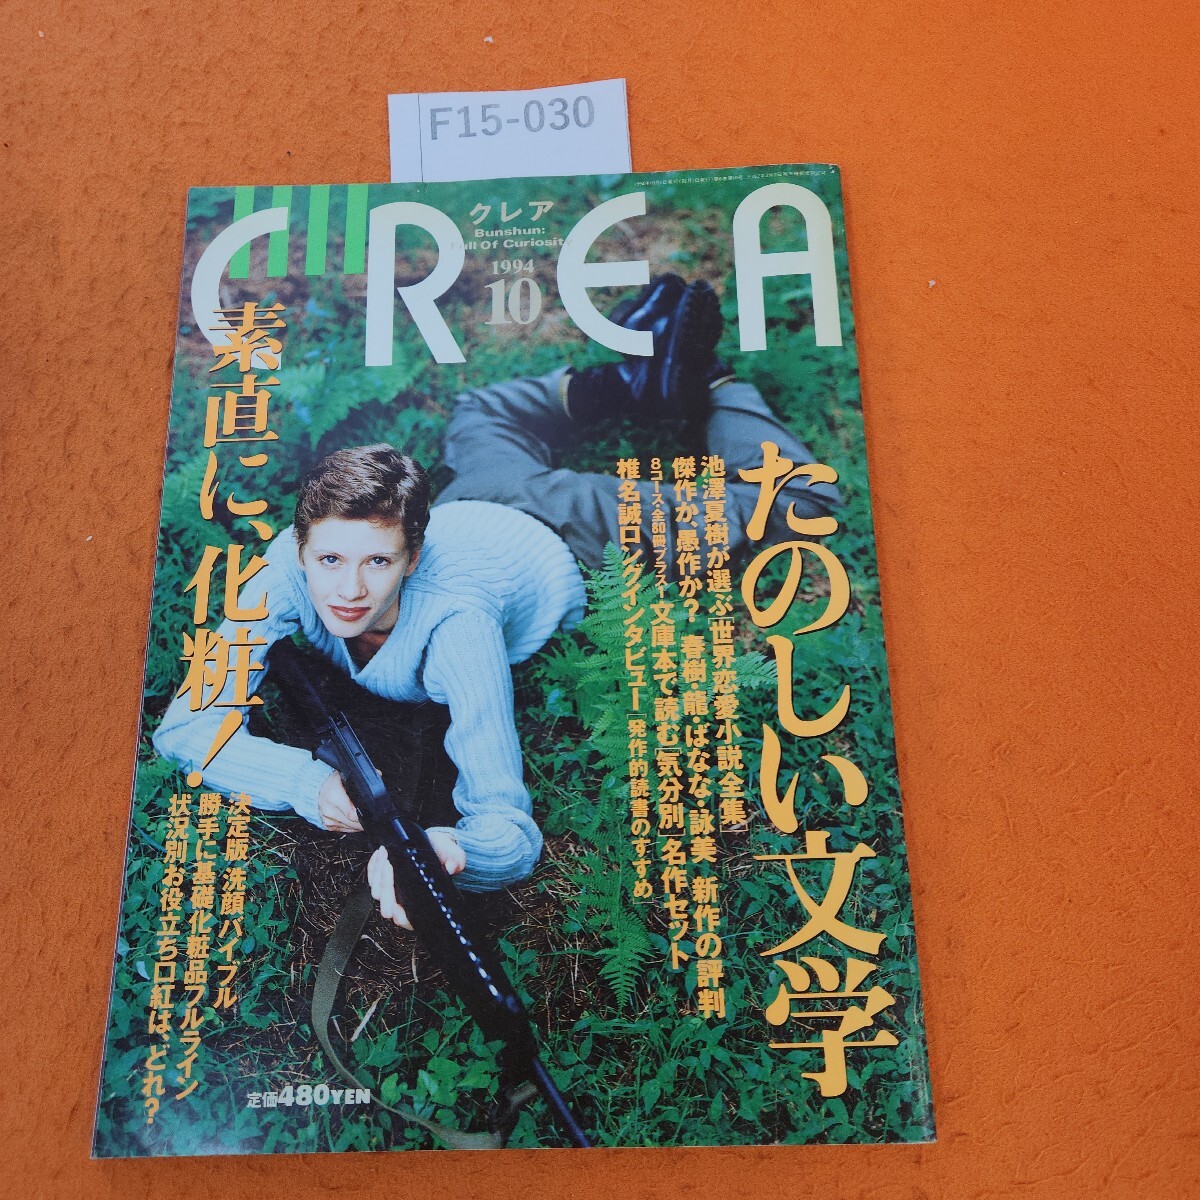 F15-030
CREA
クレア
Bunshun:
Full Of Curiosity
1994
10
たのしい文学
池澤夏樹が選ぶ[世界恋愛小説全集]
傑作か、愚作か? 春樹・龍・ばなな・詠美 新作の評判
8コース・全80冊プラス1 文庫本で読む[気分別]名作セット
椎名誠ロングインタビュー[発作的読書のすすめ]
素直に、化粧!
決定版 洗顔バイブル
勝手に基礎化粧品フルライン
状況別お役立ち口紅は、どれ?
定価480YEN